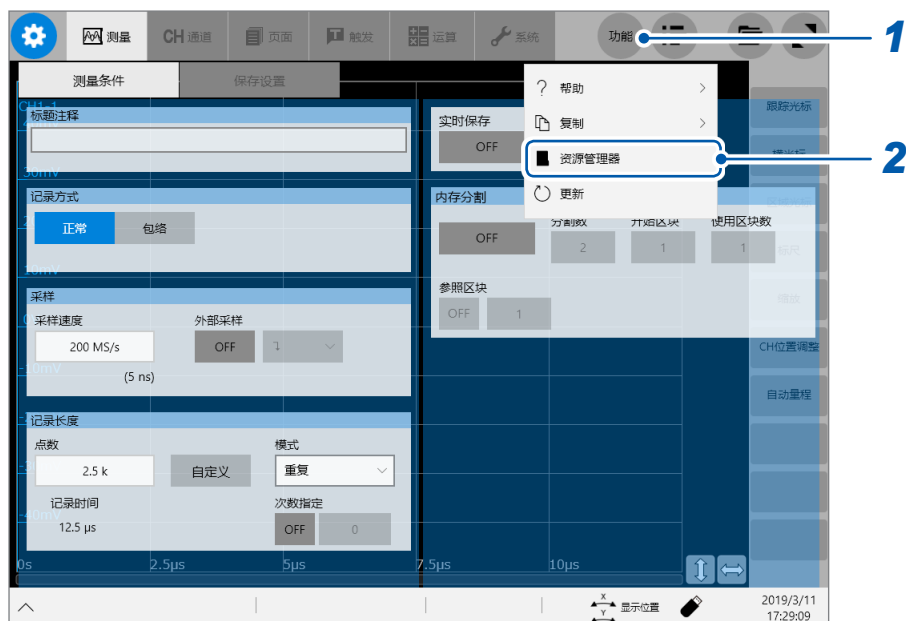 测量 CH 通道 页面 触发 运算 系统 功能 1
测量条件 保存设置
帮助
复制
资源管理器 2
更新
CH1-1
标题注释
30mV
记录方式
正常 包络
10mV
采样
采样速度 外部采样
200 MS/s OFF
(5 ns)
-10mV
记录长度
点数 模式
2.5 k 自定义 重复
记录时间 次数指定
12.5 µs OFF 0
-40mV
实时保存
OFF
内存分割
分割数 开始区块 使用区块数
OFF 2 1 1
参照区块
OFF 1
跟踪光标
缩放
CH位置调整
自动量程
0s 2.5µs 5µs 7.5µs 10µs
X
Y
显示位置
2019/3/11
17:29:09